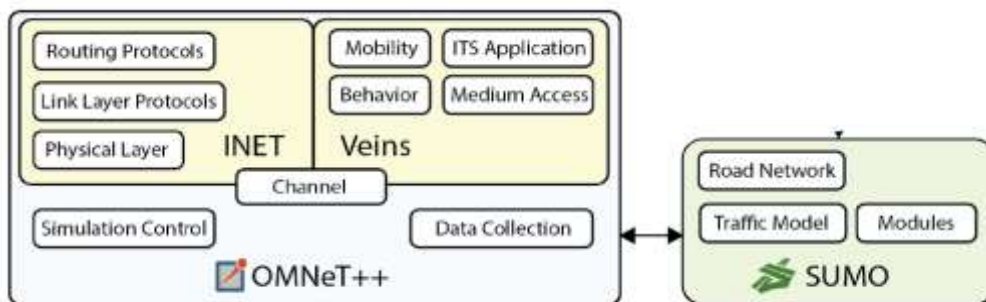 Routing Protocols
Link Layer Protocols
Physical Layer
INET
Mobility
ITS Application
Behavior
Medium Access
Veins
Channel
Simulation Control
Data Collection
OMNeT++
Road Network
Traffic Model
Modules
SUMO